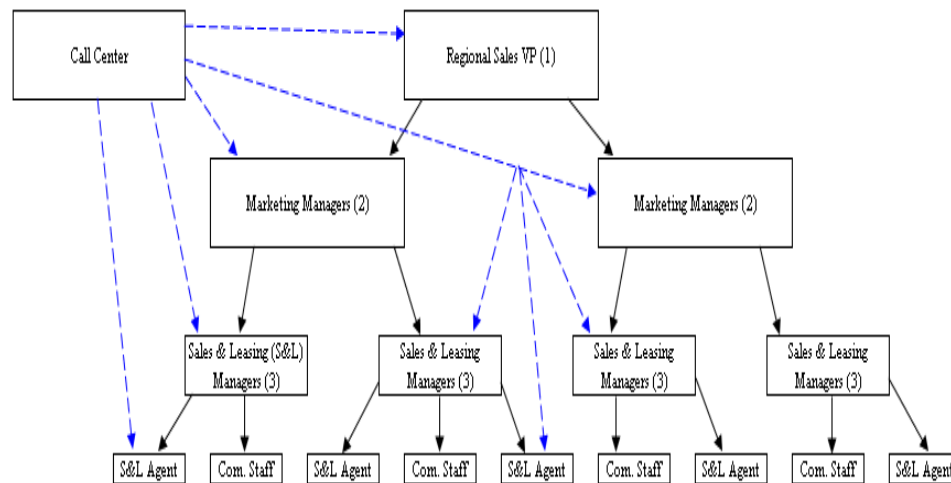 Call Center
Regional Sales VP (1)
Marketing Managers (2)
Marketing Managers (2)
Sales & Leasing (S&L)
Managers (3)
Sales & Leasing
Managers (3)
Sales & Leasing
Managers (3)
Sales & Leasing
Managers (3)
S&L Agent
Com. Staff
S&L Agent
Com. Staff
S&L Agent
Com. Staff
S&L Agent
Com. Staff
S&L Agent